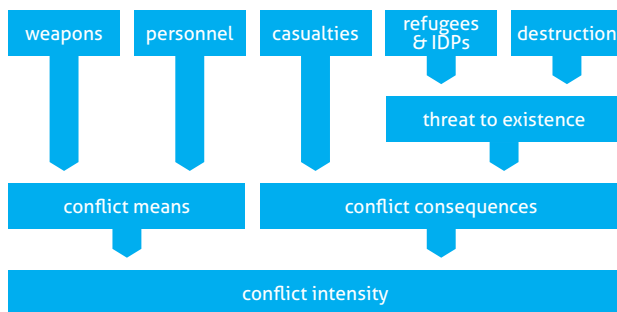 weapons
personnel
casualties
refugees
& IDPs
destruction
threat to existence
conflict means
conflict consequences
conflict intensity